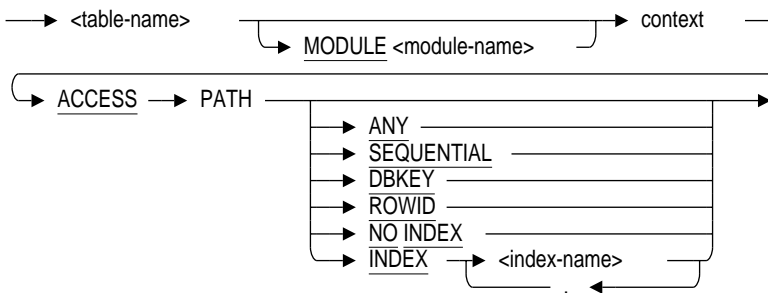 <table-name> context
MODULE <module-name>
ACCESS PATH
ANY
SEQUENTIAL
DBKEY
ROWID
NO INDEX
INDEX <index-name>
,